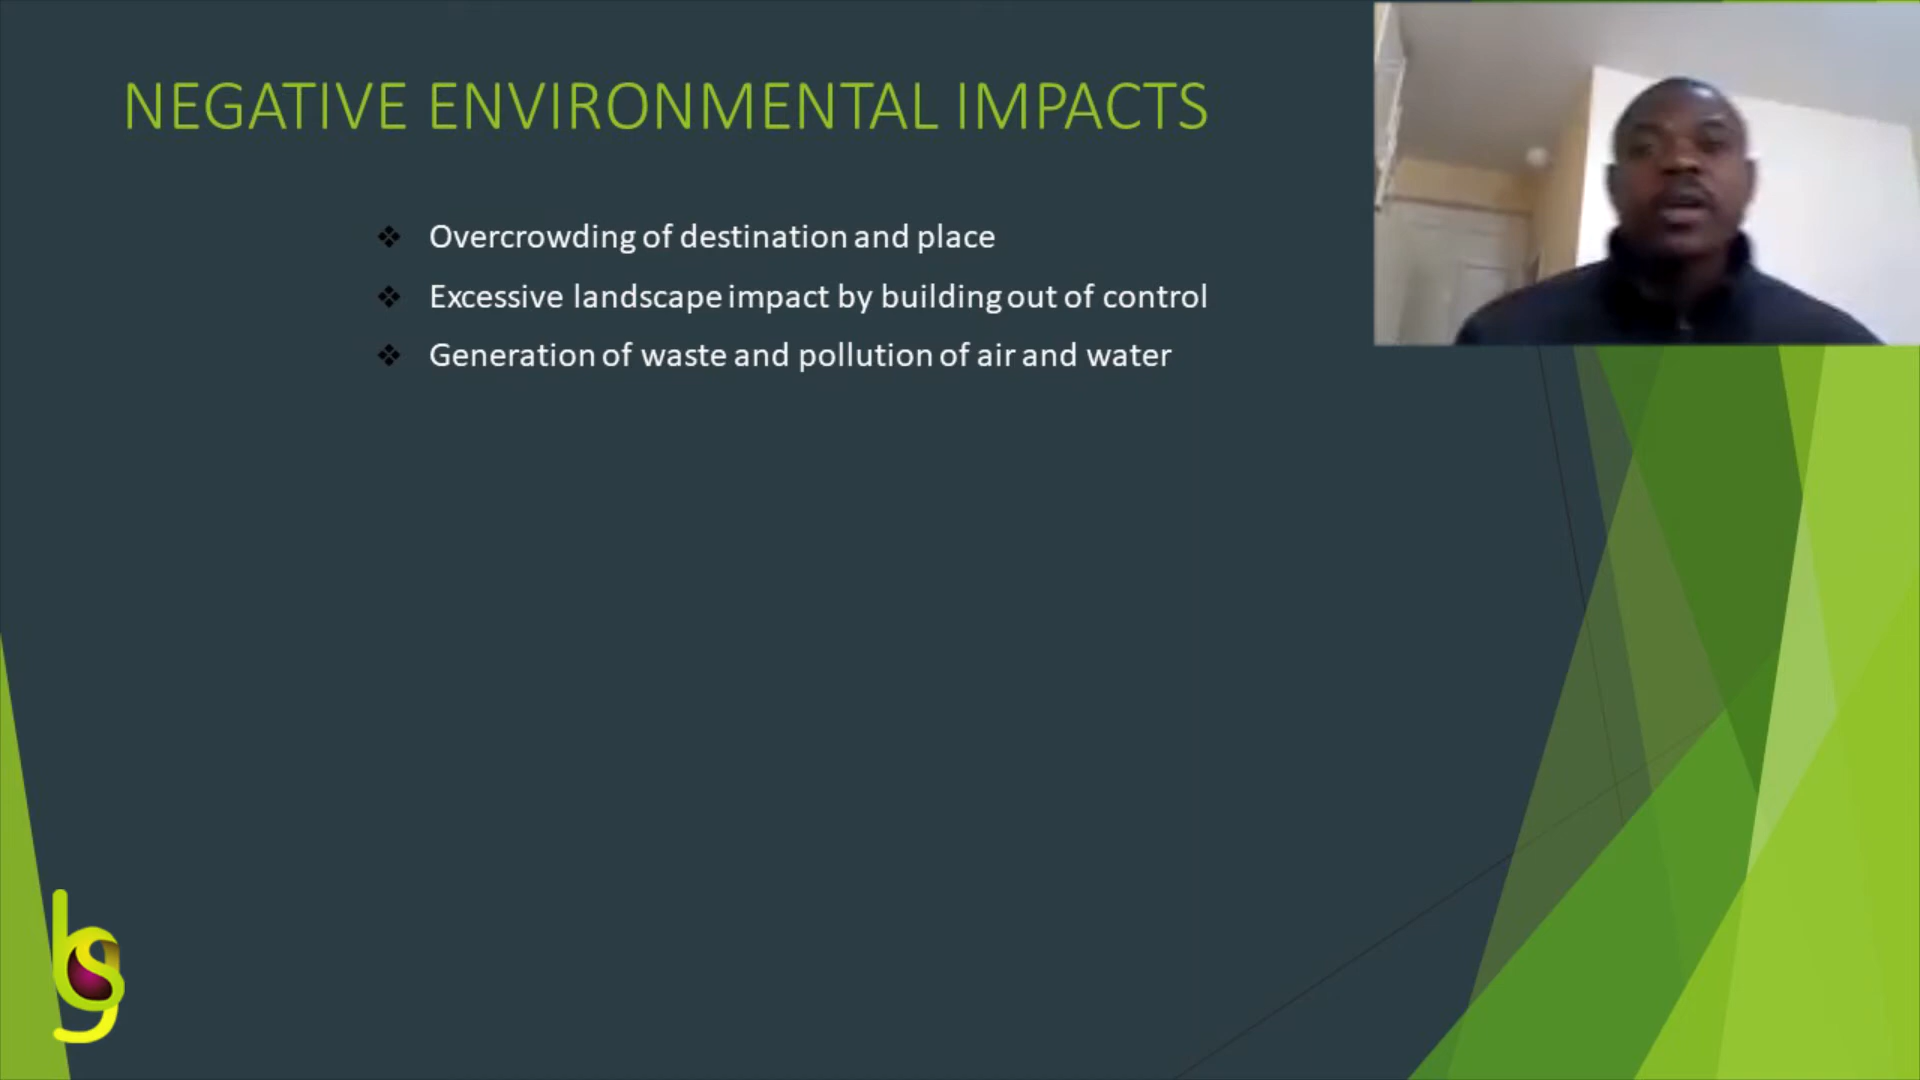 NEGATIVE ENVIRONMENTAL IMPACTS
Overcrowding of destination and place
Excessive landscape impact by building out of control
Generation of waste and pollution of air and water